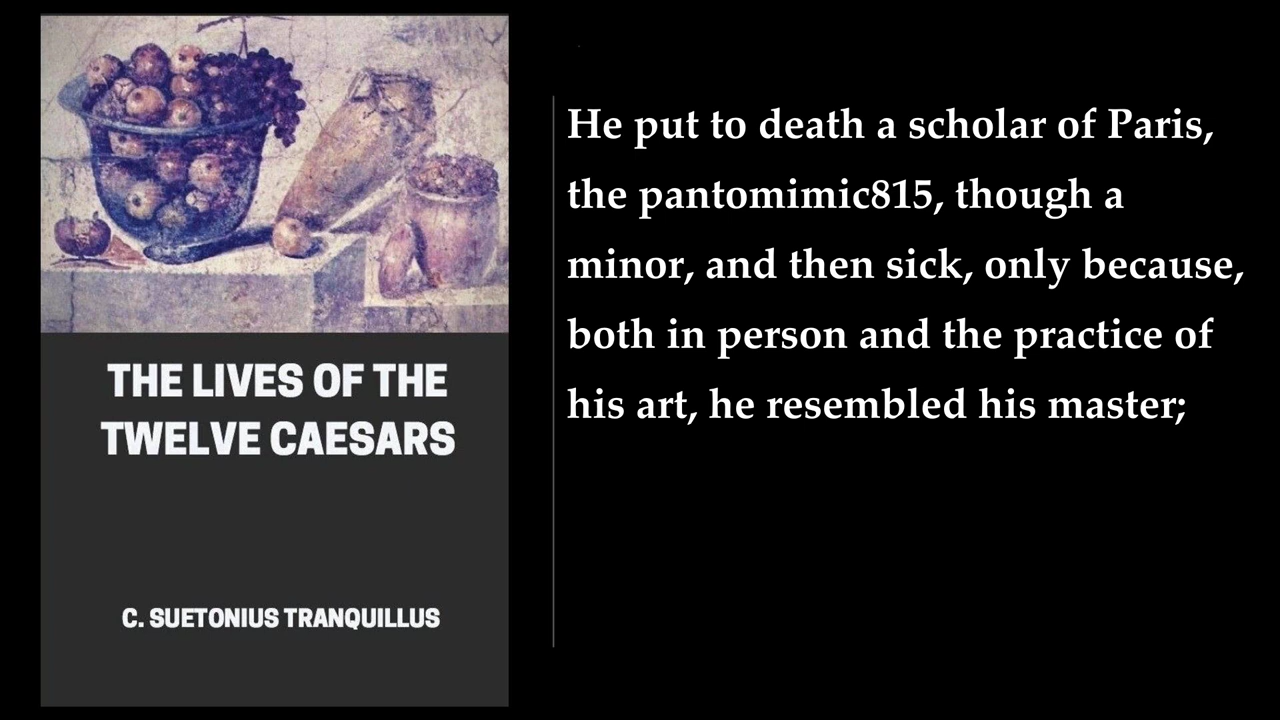 THE LIVES OF THE
TWELVE CAESARS
C. SUETONIUS TRANQUILLUS
He put to death a scholar of Paris,
the pantomimic815, though a
minor, and then sick, only because,
both in person and the practice of
his art, he resembled his master;